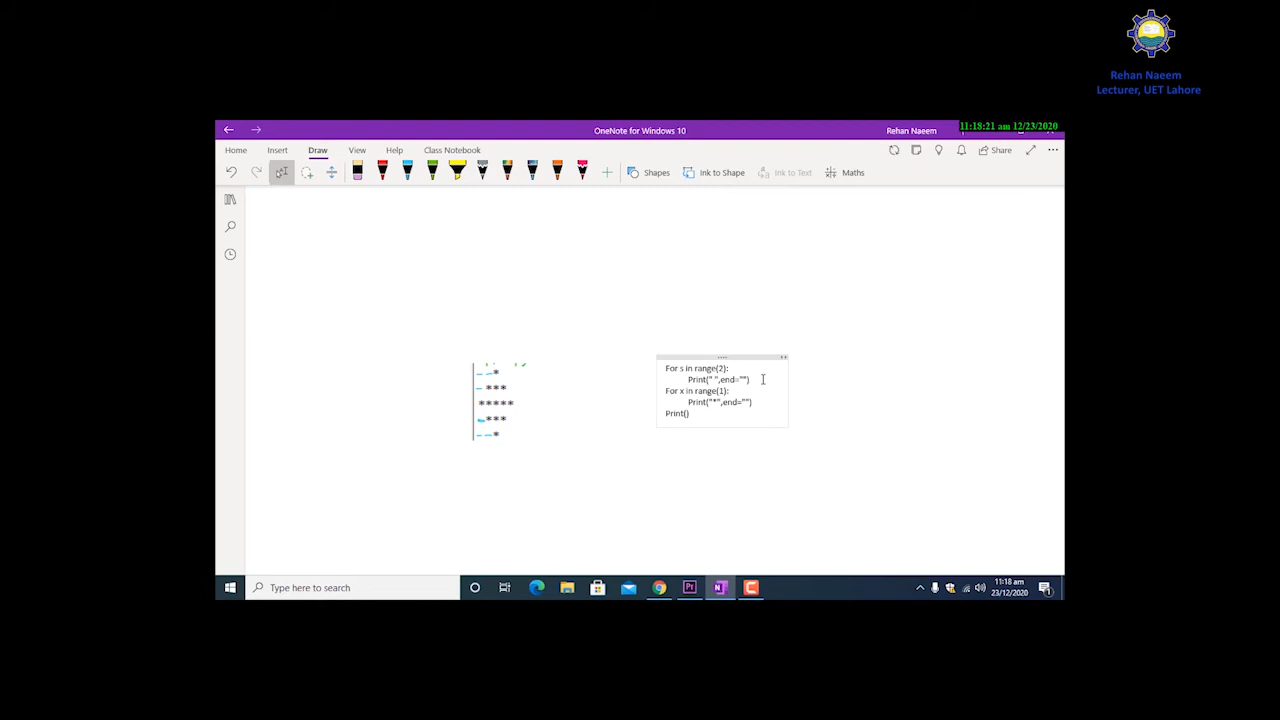 Rehan Naeem
Lecturer, UET Lahore
OneNote for Windows 10
Rehan Naeem
11:18:21 am 12/23/2020
Home Insert Draw View Help Class Notebook
Share
Shapes Ink to Shape Ink to Text Maths
--*
- ***
*****
-***
--*
For s in range(2):
Print(" ",end="")
For x in range(1):
Print("*",end="")
Print()
Type here to search
11:18 am
23/12/2020